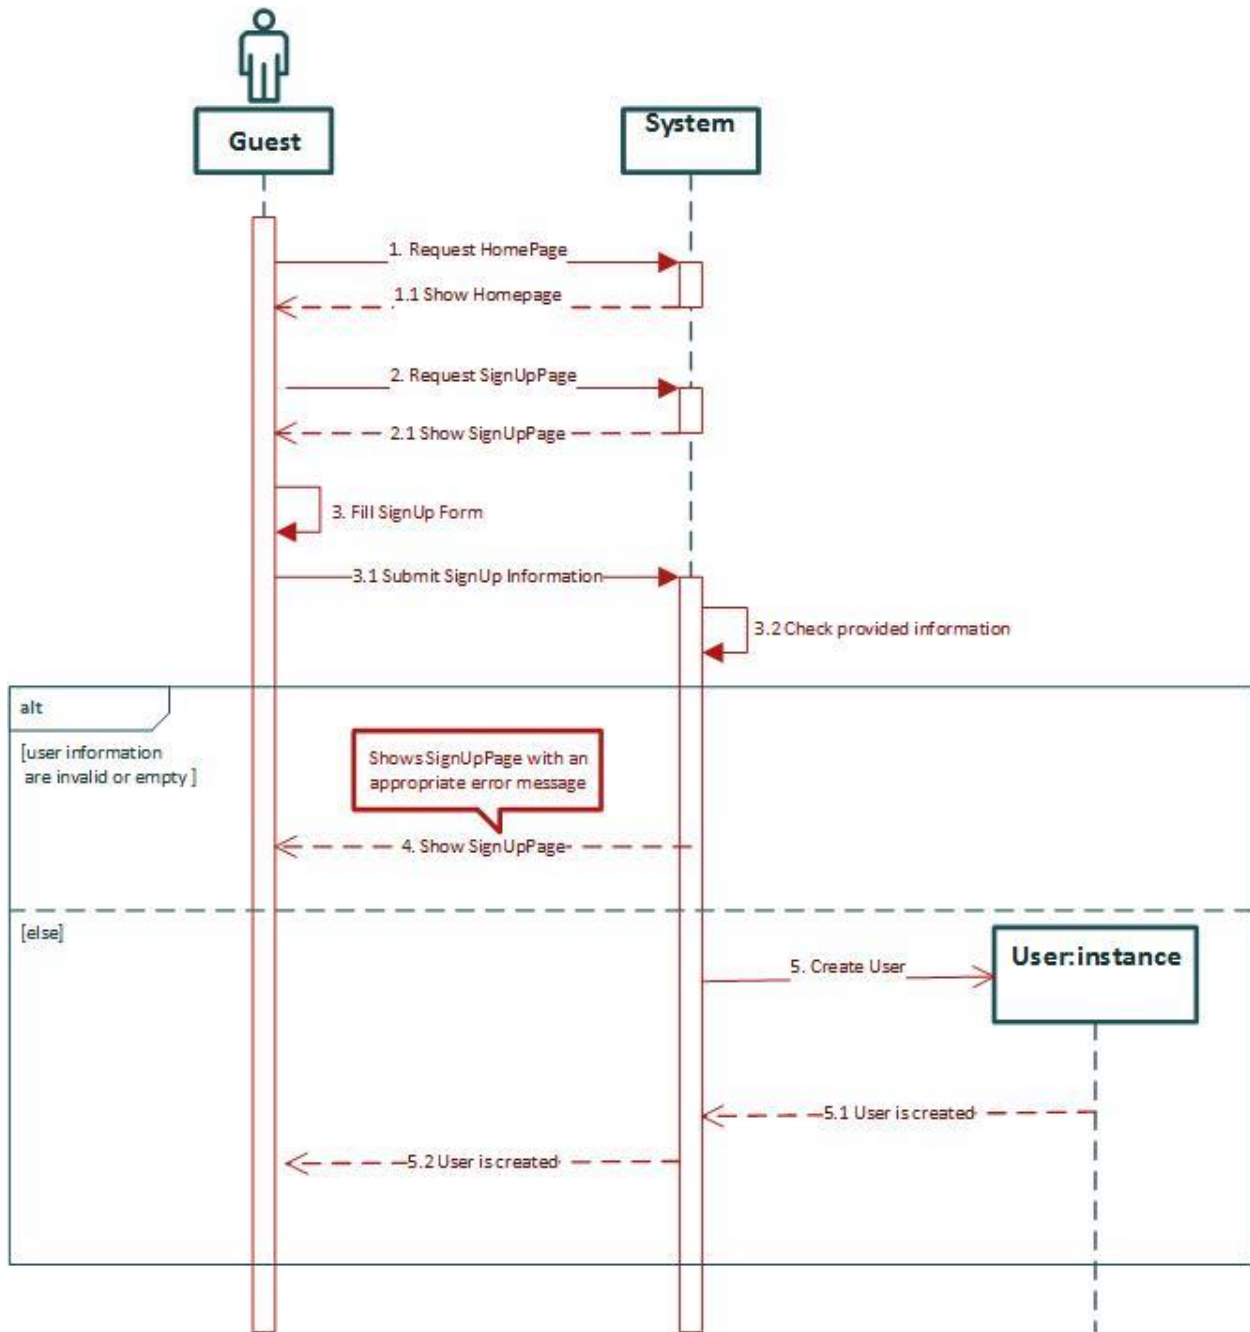 Guest
System
1. Request HomePage
1.1 Show Homepage
2. Request SignUpPage
2.1 Show SignUpPage
3. Fill SignUp Form
3.1 Submit SignUp Information
3.2 Check provided information
alt
[user information
are invalid or empty ]
Shows SignUpPage with an
appropriate error message
4. Show SignUpPage
[else]
User:instance
5. Create User
5.1 User is created
5.2 User is created